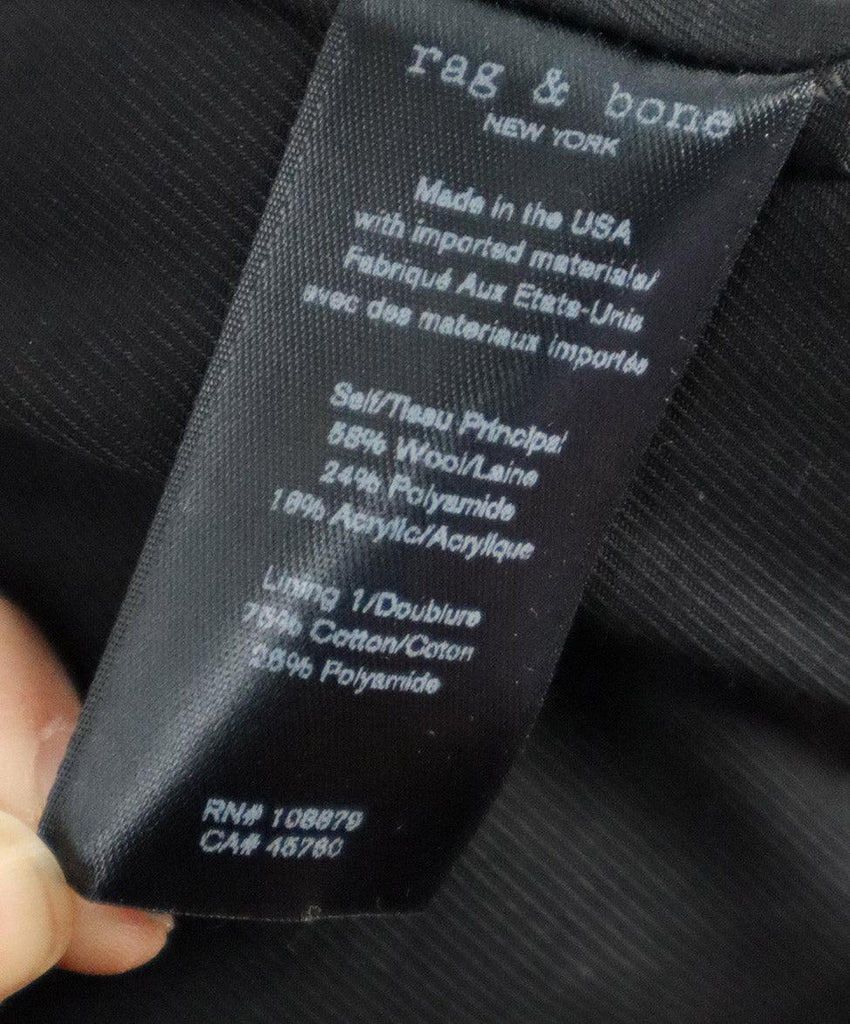 rag & bone
NEW YORK
Made in the USA
with imported materials/
Fabriqué Aux Etats-Unis
avec des materiaux importés
Self/Tissu Principal
58% Wool/Laine
24% Polyamide
18% Acrylic/Acrylique
Lining 1/Doublure
75% Cotton/Coton
25% Polyamide
RN# 108879
CA# 45780